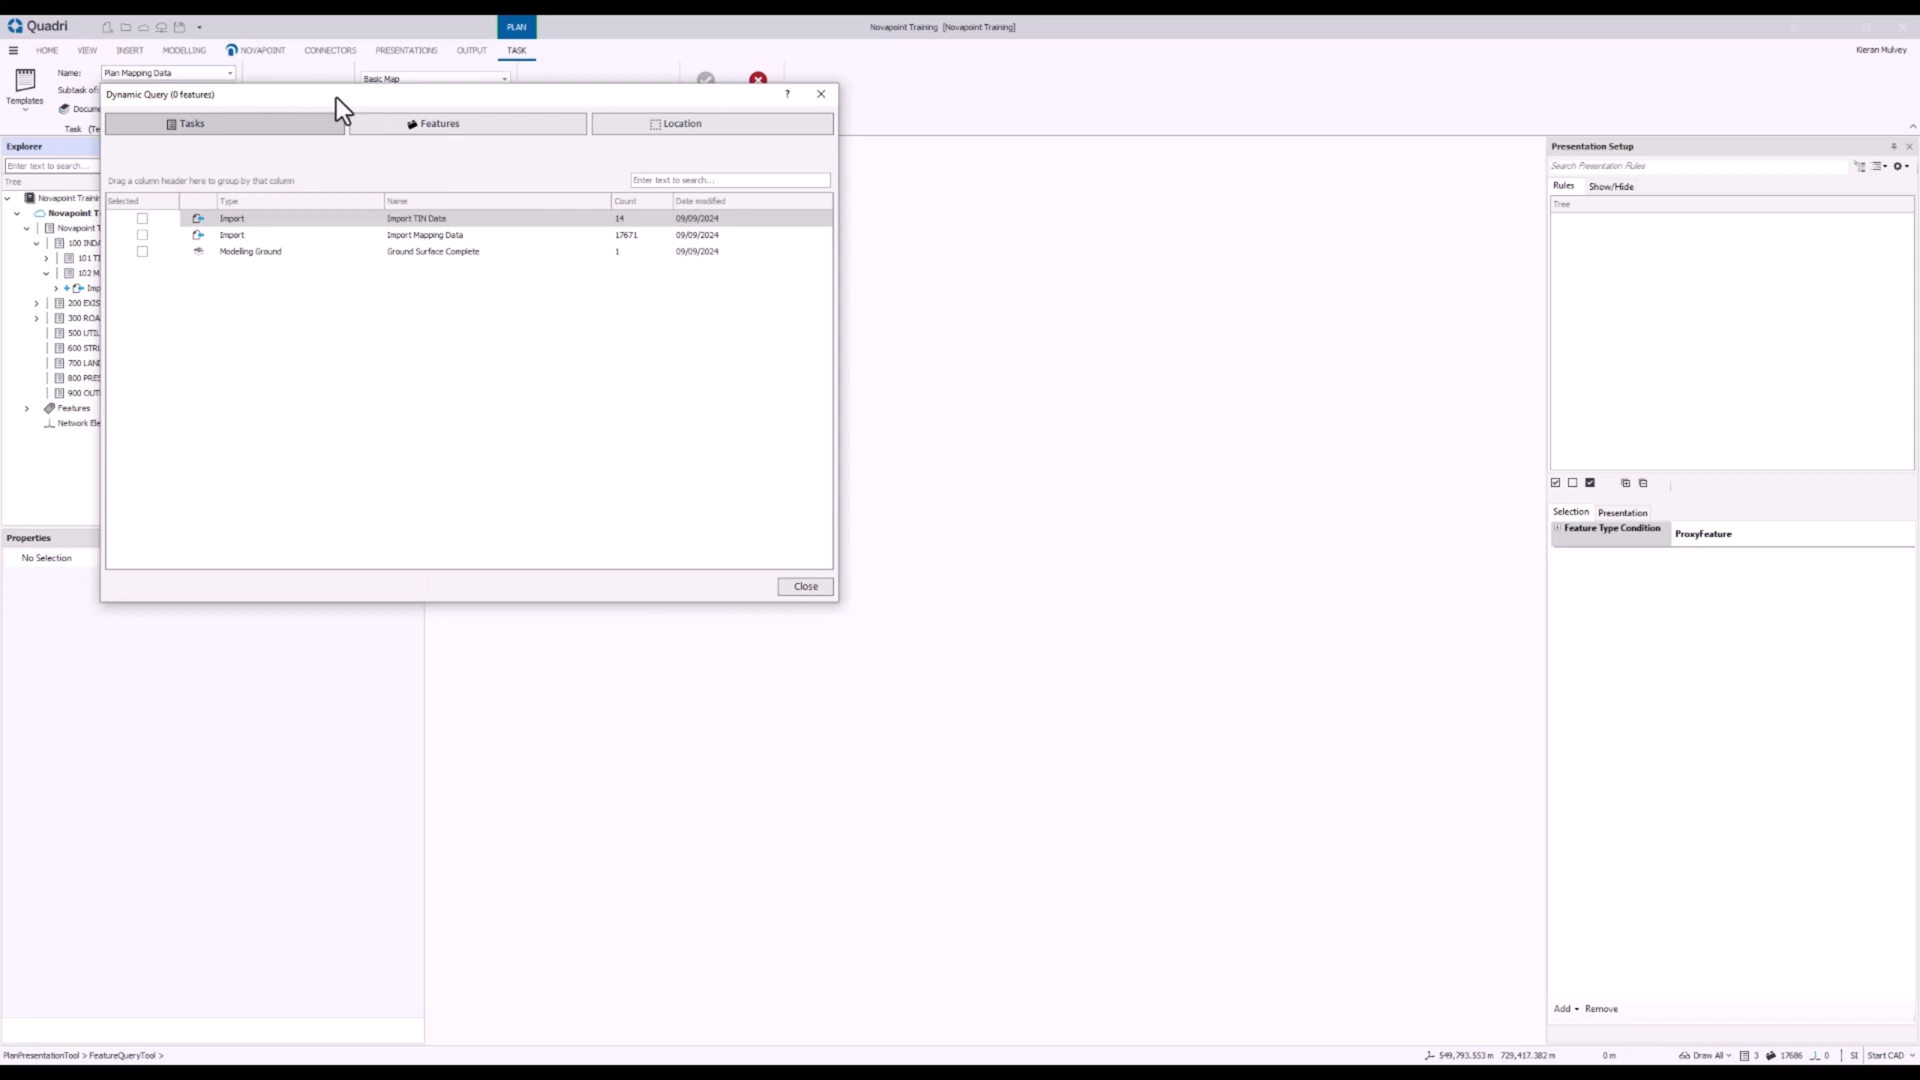 Quadri
PLAN
Novapoint Training [Novapoint Training]
HOME VIEW INSERT MODELLING NOVAPOINT CONNECTORS PRESENTATIONS OUTPUT TASK
Kieran Mulvey
Templates
Name: Plan Mapping Data
Subtask of:
Task
Basic Map
Dynamic Query (0 features)
?
Tasks Features Location
Drag a column header here to group by that column
Enter text to search...
Selected Type Name Count Date modified
Import Import TIN Data 14 09/09/2024
Import Import Mapping Data 17671 09/09/2024
Modelling Ground Ground Surface Complete 1 09/09/2024
Close
Explorer
Enter text to search...
Tree
Novapoint Trainin
Novapoint T
Novapoint T
100 INDA
101 TI
102 M
Imp
200 EXIS
300 ROA
500 UTIL
600 STRU
700 LAND
800 PRES
900 OUT
Features
Network Ele
Properties
No Selection
Presentation Setup
Search Presentation Rules
Rules Show/Hide
Tree
Selection Presentation
Feature Type Condition ProxyFeature
Add Remove
PlanPresentationTool > FeatureQueryTool >
549,793.553 m 729,417.382 m 0 m Draw All 3 17686 0 SI Start CAD